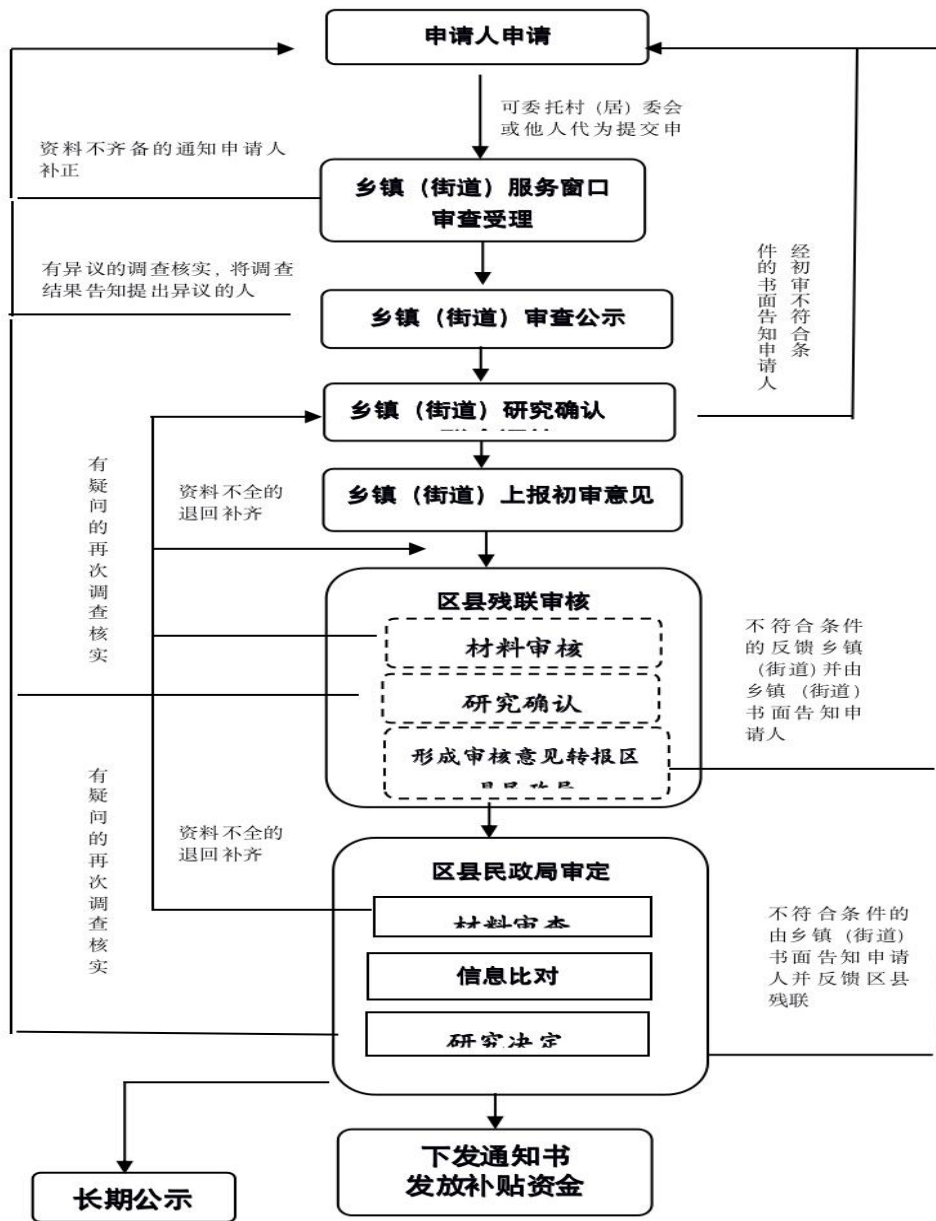 申请人申请
可委托村（居）委会
或他人代为提交申
资料不齐备的通知申请人
补正
乡镇（街道）服务窗口
审查受理
有异议的调查核实，将调查
结果告知提出异议的人
经初审不符合条
件的书面告知申请人
乡镇（街道）审查公示
乡镇（街道）研究确认
有疑问的再次调查核实
资料不全的
退回补齐
乡镇（街道）上报初审意见
区县残联审核
材料审核
研究确认
形成审核意见转报区
县民政局
不符合条件
的反馈乡镇
（街道）并由
乡镇（街道）
书面告知申
请人
有疑问的再次调查核实
资料不全的
退回补齐
区县民政局审定
材料审查
信息比对
研究决定
不符合条件的
由乡镇（街道）
书面告知申请
人并反馈区县
残联
下发通知书
发放补贴资金
长期公示